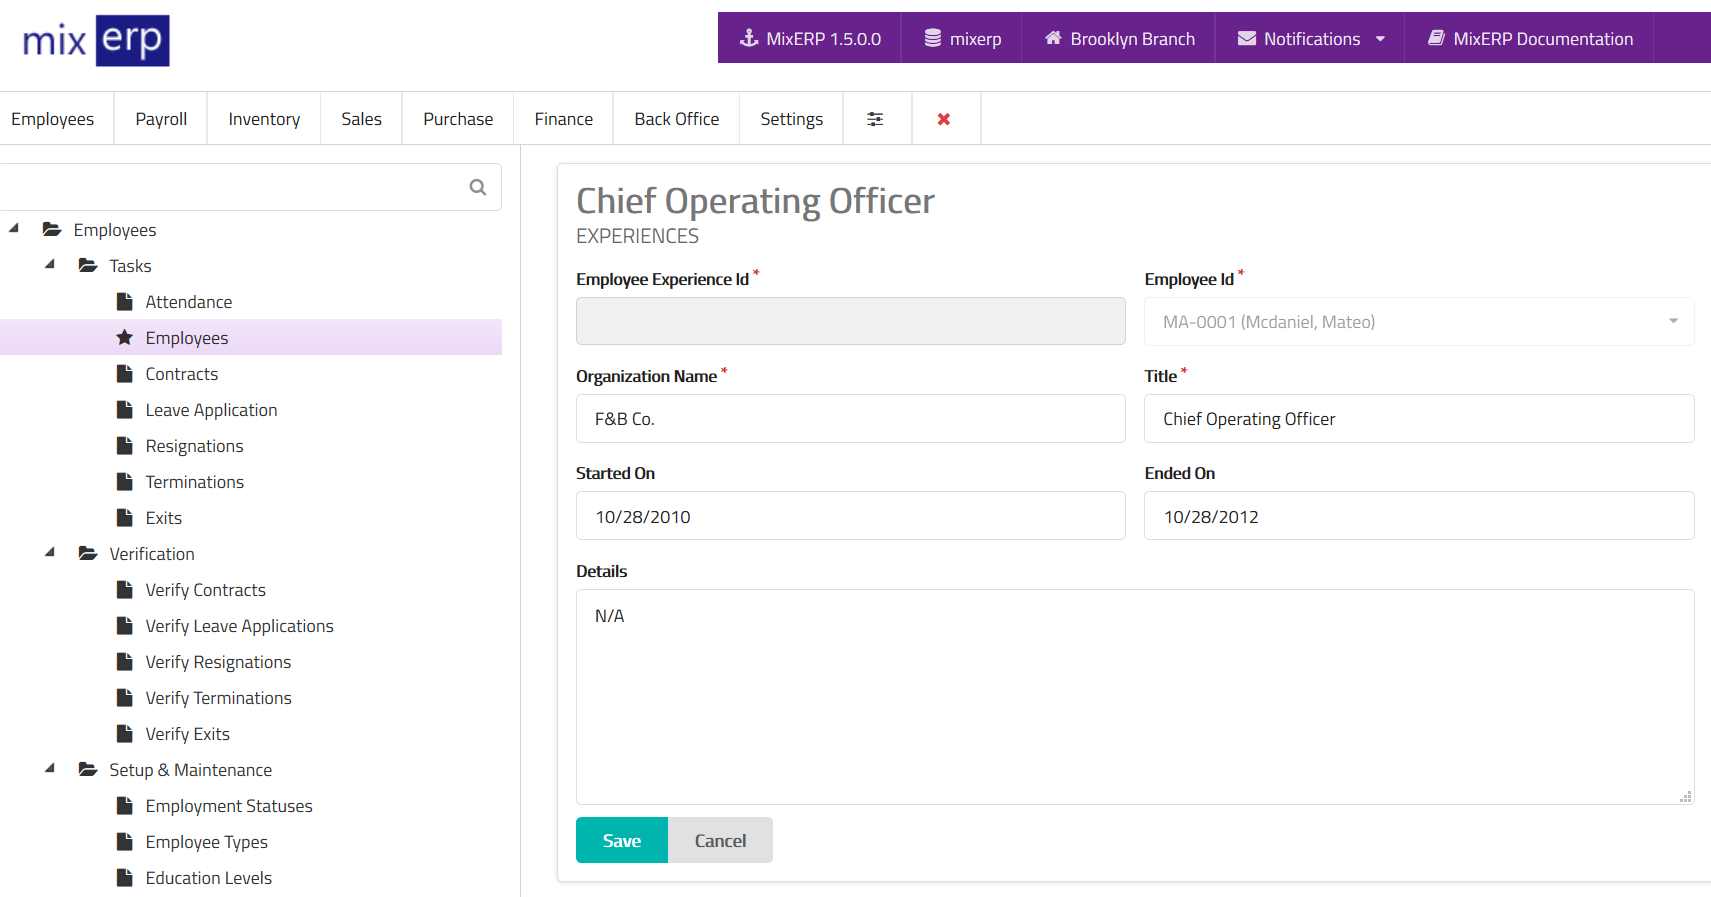 mix erp
MixERP 1.5.0.0 mixerp Brooklyn Branch Notifications MixERP Documentation
Employees Payroll Inventory Sales Purchase Finance Back Office Settings
Employees
Tasks
Attendance
Employees
Contracts
Leave Application
Resignations
Terminations
Exits
Verification
Verify Contracts
Verify Leave Applications
Verify Resignations
Verify Terminations
Verify Exits
Setup & Maintenance
Employment Statuses
Employee Types
Education Levels
Chief Operating Officer
EXPERIENCES
Employee Experience Id * Employee Id *
MA-0001 (Mcdaniel, Mateo)
Organization Name * Title *
F&B Co. Chief Operating Officer
Started On Ended On
10/28/2010 10/28/2012
Details
N/A
Save Cancel